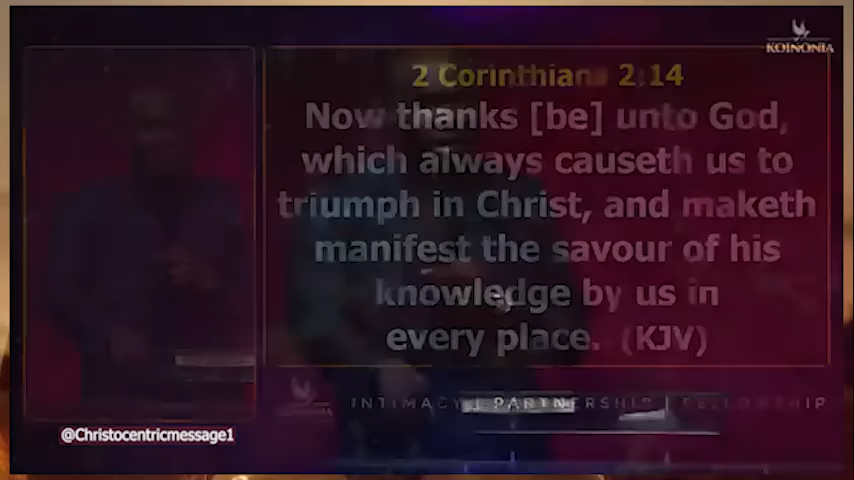 KOINONIA
2 Corinthians 2:14
Now thanks [be] unto God,
which always causeth us to
triumph in Christ, and maketh
manifest the savour of his
knowledge by us in
every place. (KJV)
INTIMACY | PARTNERSHIP | FELLOWSHIP
@Christocentricmessage1